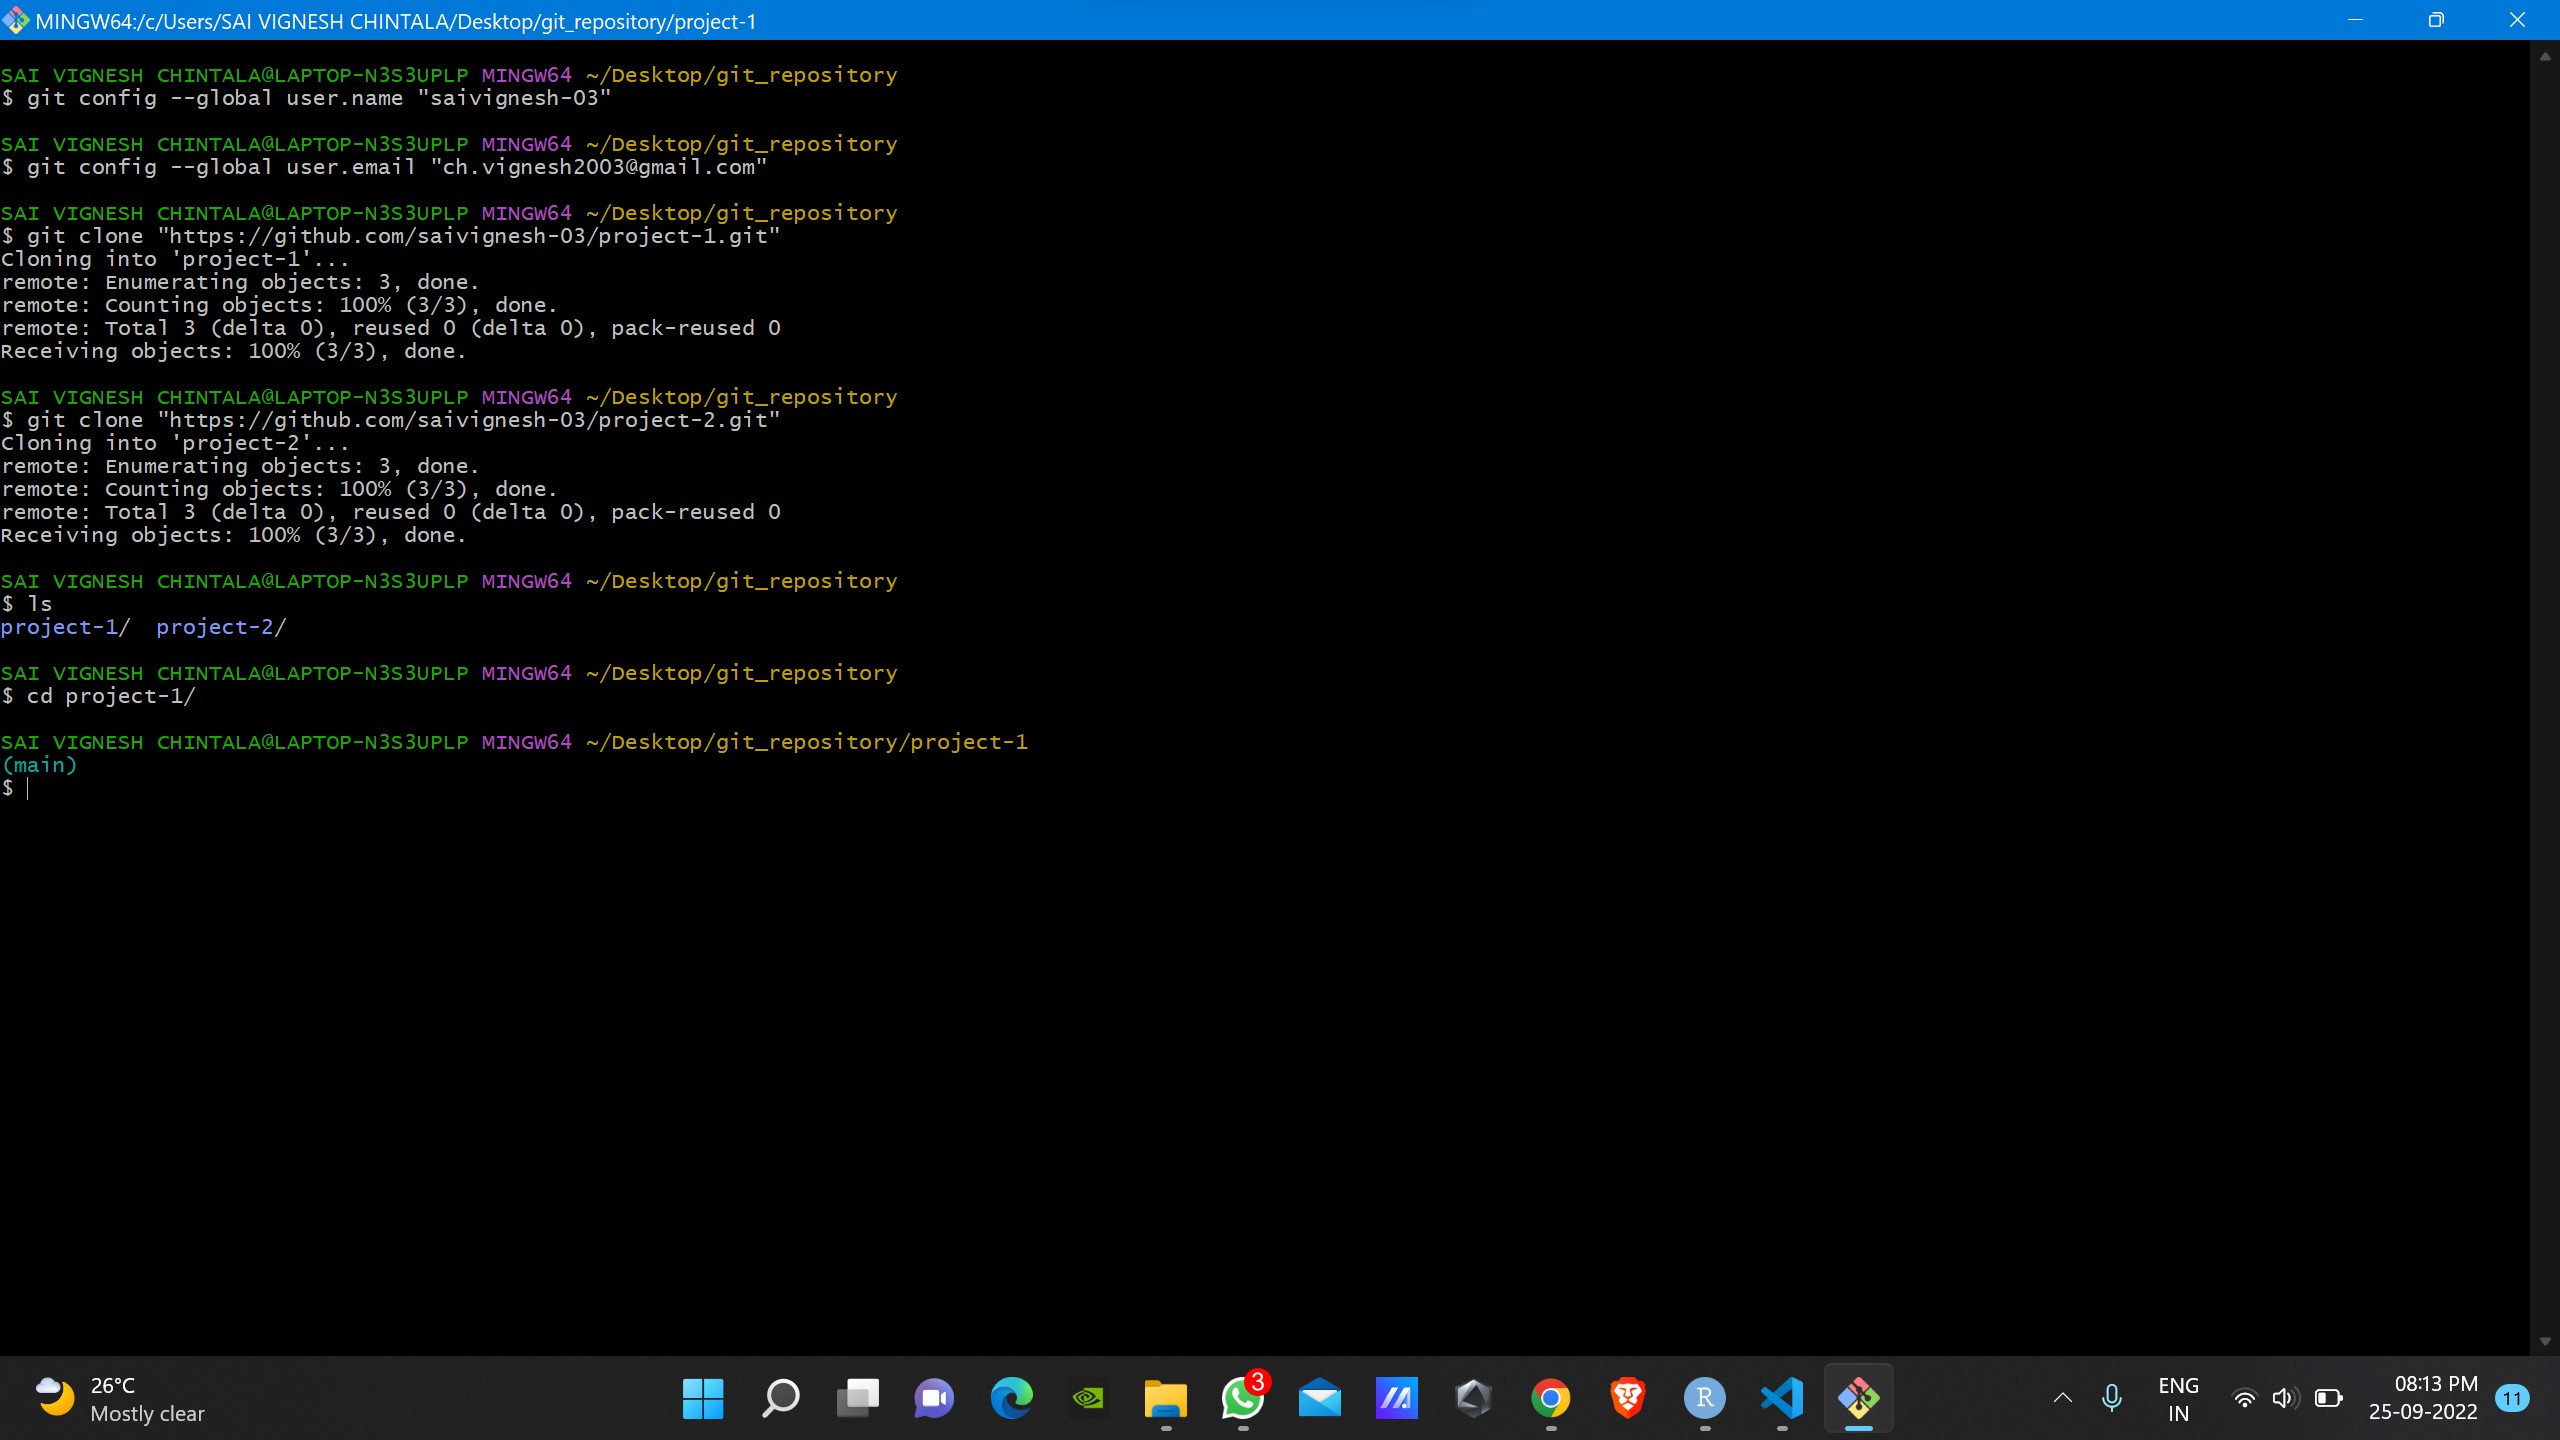 MINGW64:/c/Users/SAI VIGNESH CHINTALA/Desktop/git_repository/project-1
SAI VIGNESH CHINTALA@LAPTOP-N3S3UPLP MINGW64 ~/Desktop/git_repository
$ git config --global user.name "saivignesh-03"
SAI VIGNESH CHINTALA@LAPTOP-N3S3UPLP MINGW64 ~/Desktop/git_repository
$ git config --global user.email "ch.vignesh2003@gmail.com"
SAI VIGNESH CHINTALA@LAPTOP-N3S3UPLP MINGW64 ~/Desktop/git_repository
$ git clone "https://github.com/saivignesh-03/project-1.git"
Cloning into 'project-1'...
remote: Enumerating objects: 3, done.
remote: Counting objects: 100% (3/3), done.
remote: Total 3 (delta 0), reused 0 (delta 0), pack-reused 0
Receiving objects: 100% (3/3), done.
SAI VIGNESH CHINTALA@LAPTOP-N3S3UPLP MINGW64 ~/Desktop/git_repository
$ git clone "https://github.com/saivignesh-03/project-2.git"
Cloning into 'project-2'...
remote: Enumerating objects: 3, done.
remote: Counting objects: 100% (3/3), done.
remote: Total 3 (delta 0), reused 0 (delta 0), pack-reused 0
Receiving objects: 100% (3/3), done.
SAI VIGNESH CHINTALA@LAPTOP-N3S3UPLP MINGW64 ~/Desktop/git_repository
$ ls
project-1/  project-2/
SAI VIGNESH CHINTALA@LAPTOP-N3S3UPLP MINGW64 ~/Desktop/git_repository
$ cd project-1/
SAI VIGNESH CHINTALA@LAPTOP-N3S3UPLP MINGW64 ~/Desktop/git_repository/project-1
(main)
$
26°C
Mostly clear
3
R
ENG
IN
08:13 PM
25-09-2022
11